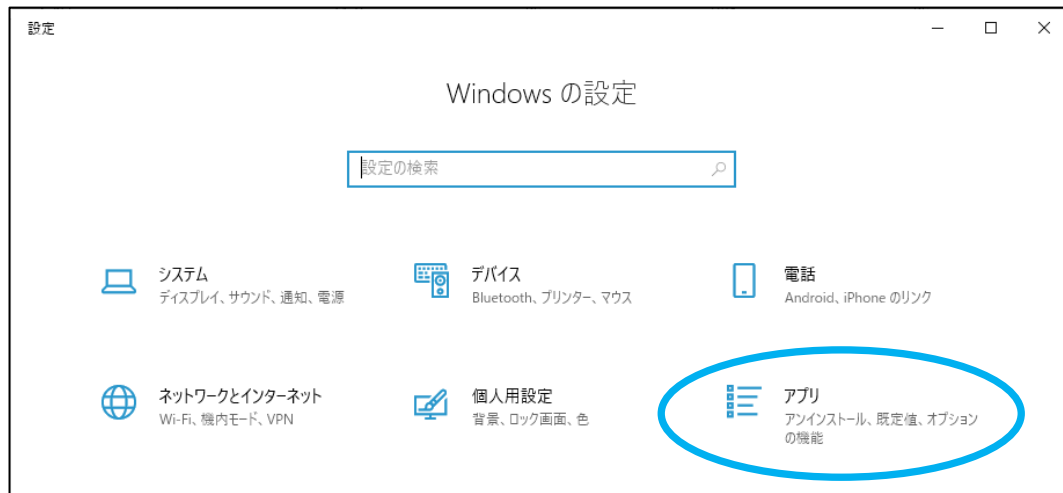 設定
Windows の設定
設定の検索
システム
ディスプレイ、サウンド、通知、電源
デバイス
Bluetooth、プリンター、マウス
電話
Android、iPhone のリンク
ネットワークとインターネット
Wi-Fi、機内モード、VPN
個人用設定
背景、ロック画面、色
アプリ
アンインストール、既定値、オプション
の機能